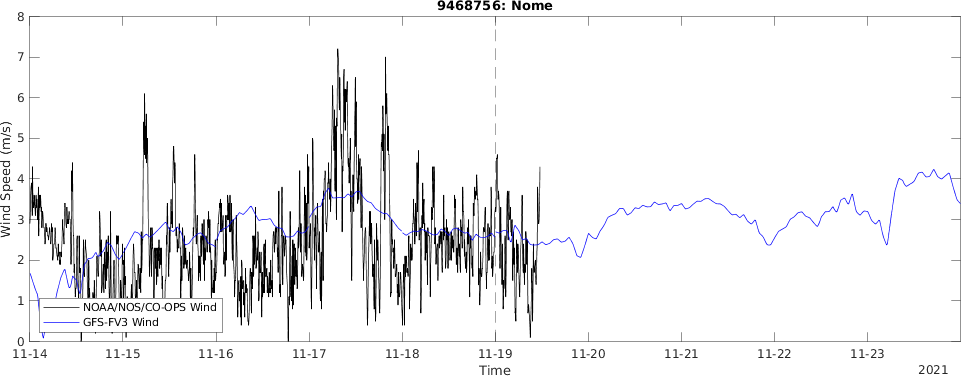 9468756: Nome
8
7
6
5
4
3
2
1
0
Wind Speed (m/s)
NOAA/NOS/CO-OPS Wind
GFS-FV3 Wind
11-14 11-15 11-16 11-17 11-18 11-19 11-20 11-21 11-22 11-23
Time
2021